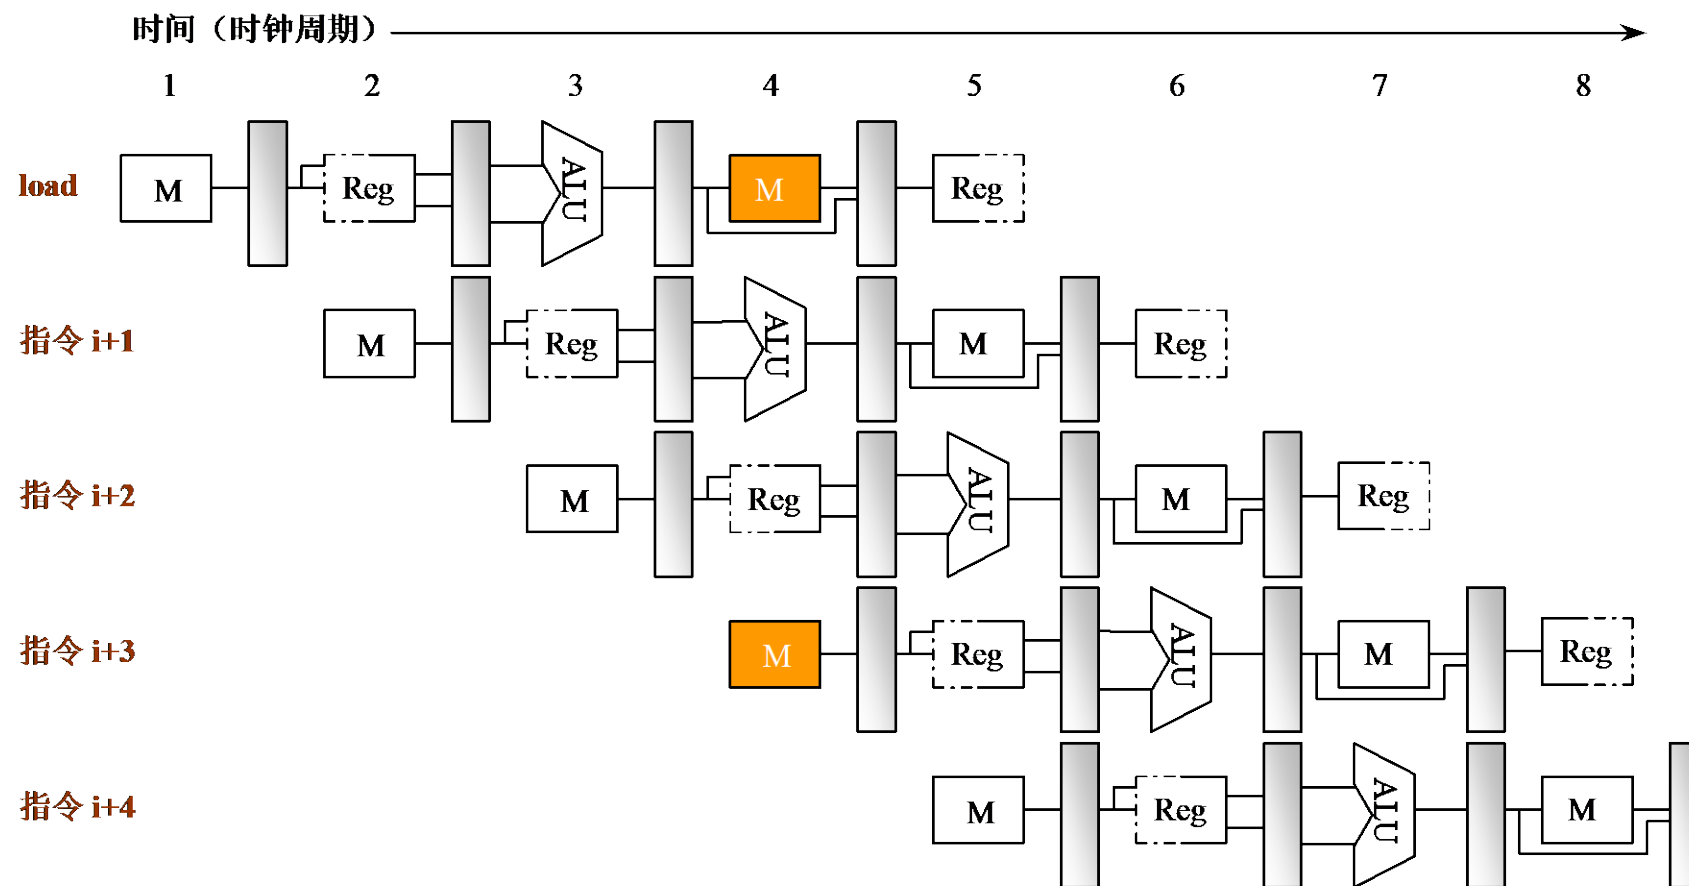 时间（时钟周期）
1 2 3 4 5 6 7 8
load M Reg ALU M Reg
指令 i+1 M Reg ALU M Reg
指令 i+2 M Reg ALU M Reg
指令 i+3 M Reg ALU M Reg
指令 i+4 M Reg ALU M